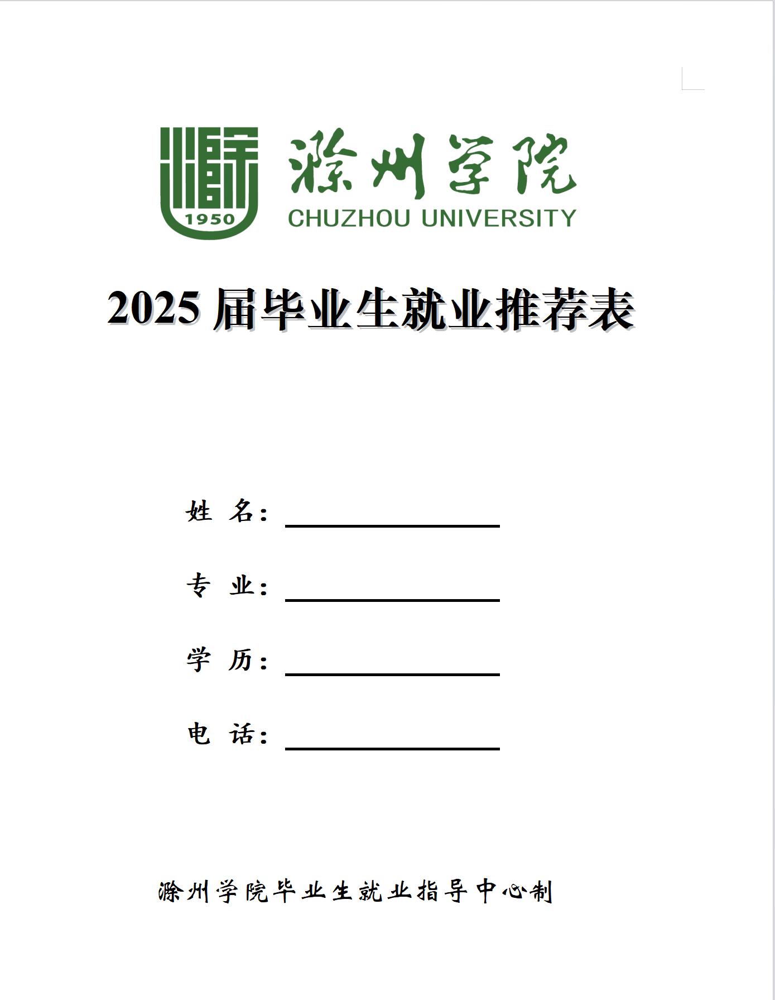 滁
1950
滁州学院
CHUZHOU UNIVERSITY
2025 届毕业生就业推荐表
姓 名：
专 业：
学 历：
电 话：
滁州学院毕业生就业指导中心制